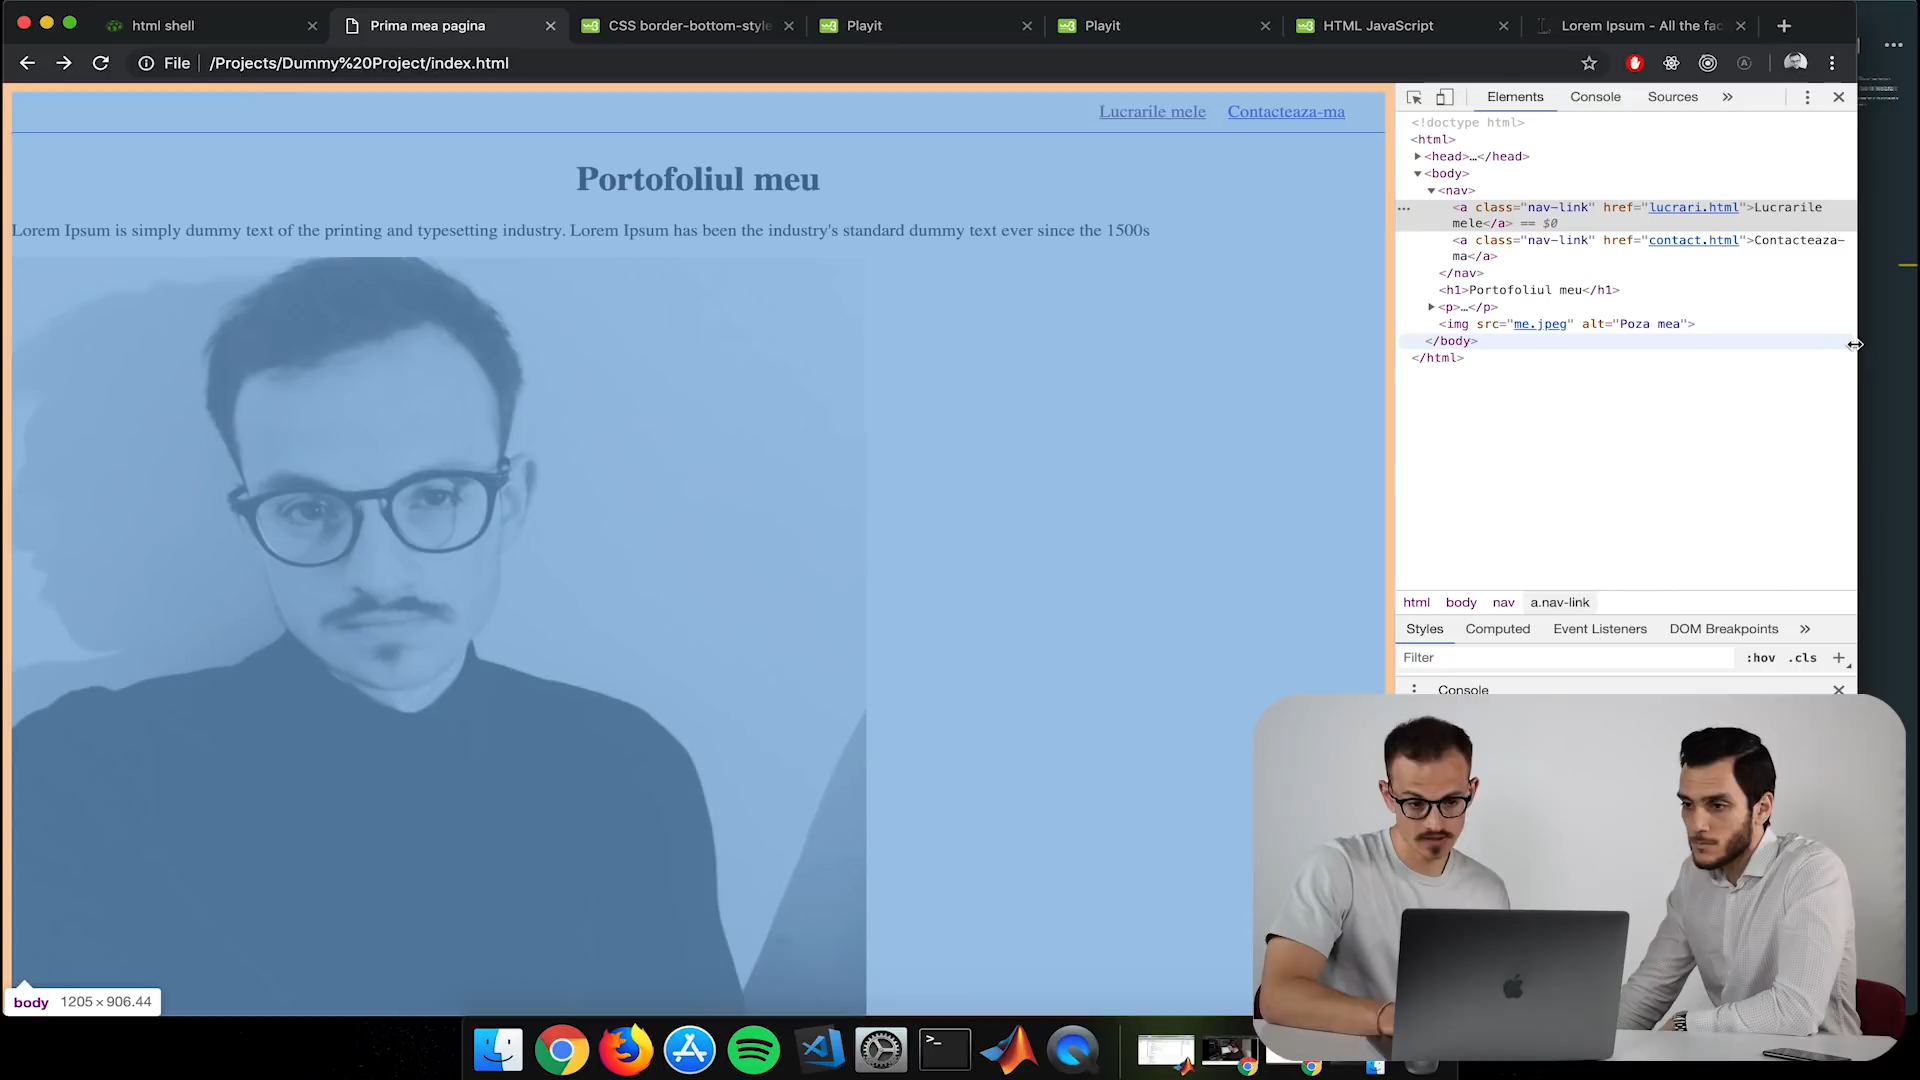 html shell
Prima mea pagina
CSS border-bottom-style
Playit
Playit
HTML JavaScript
Lorem Ipsum - All the fac
File
/Projects/Dummy%20Project/index.html
Lucrarile mele
Contacteaza-ma
Portofoliul meu
Lorem Ipsum is simply dummy text of the printing and typesetting industry. Lorem Ipsum has been the industry's standard dummy text ever since the 1500s
body 1205 × 906.44
Elements
Console
Sources
<!doctype html>
<html>
<head>…</head>
<body>
<nav>
<a class="nav-link" href="lucrari.html">Lucrarile
mele</a> == $0
<a class="nav-link" href="contact.html">Contacteaza-
ma</a>
</nav>
<h1>Portofoliul meu</h1>
<p>…</p>
<img src="me.jpeg" alt="Poza mea">
</body>
</html>
html
body
nav
a.nav-link
Styles
Computed
Event Listeners
DOM Breakpoints
Filter
:hov
.cls
Console